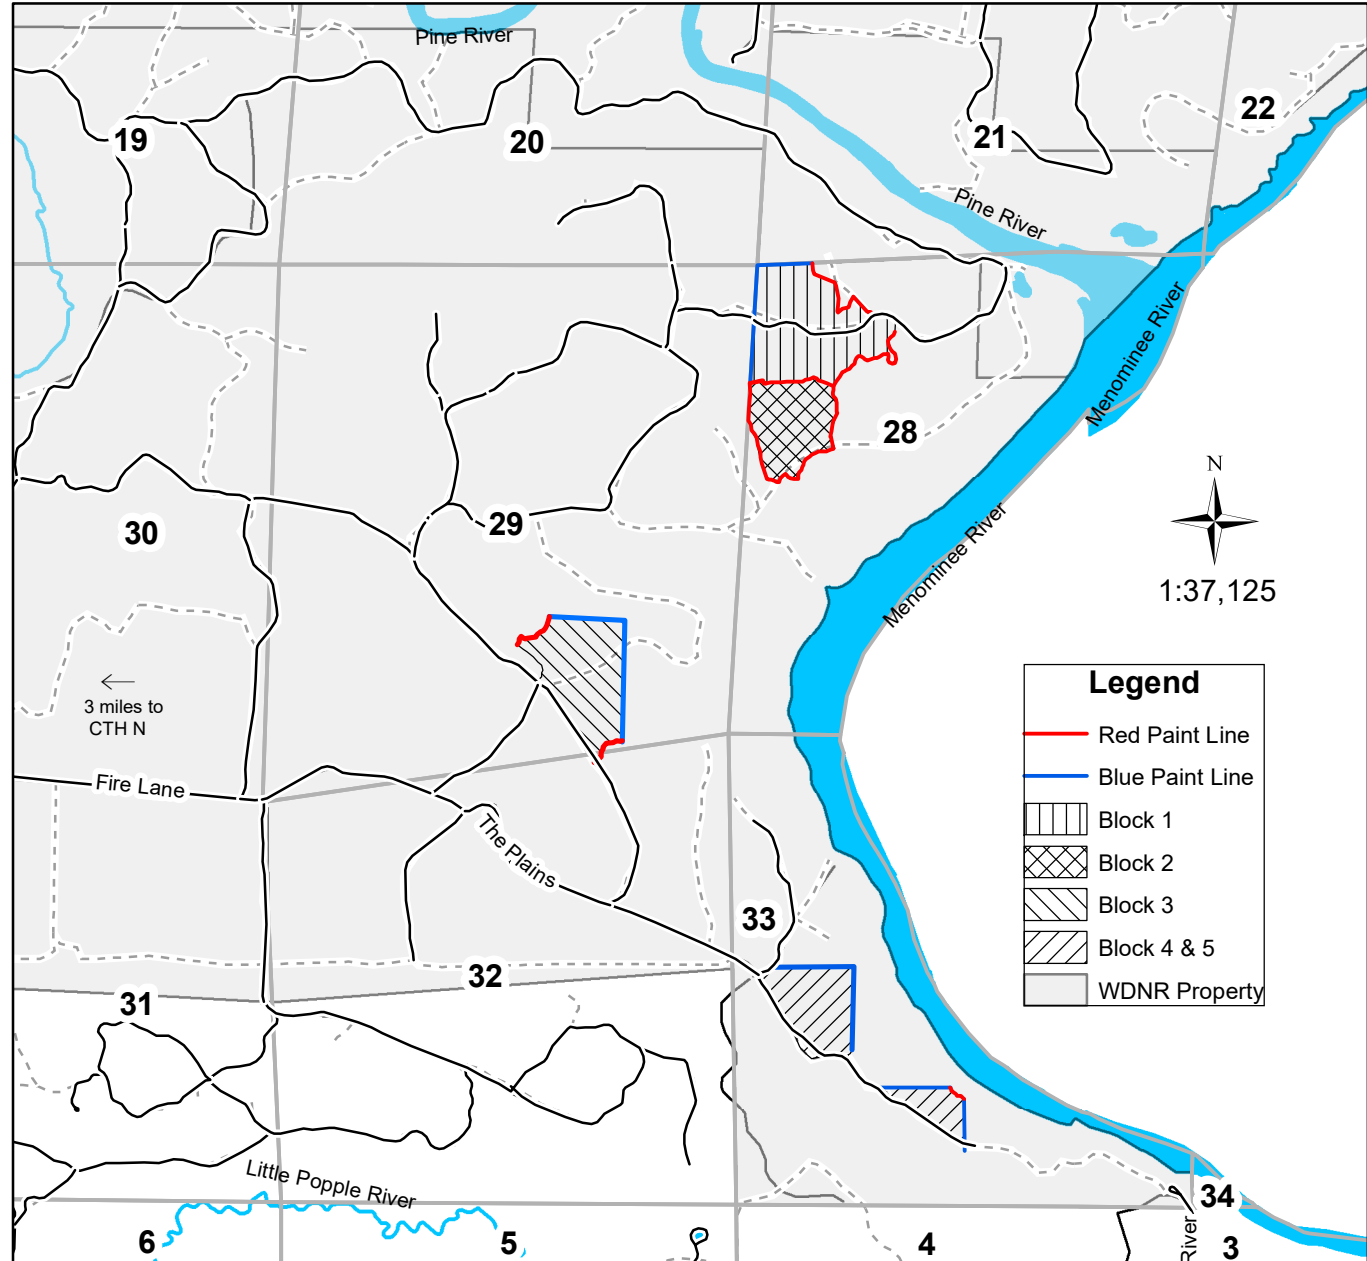 Pine River
22
19
20
21
Pine River
Menominee River
28
N
29
30
1:37,125
Menominee River
3 miles to
CTH N
Legend
Red Paint Line
Blue Paint Line
Block 1
Block 2
Block 3
Block 4 & 5
WDNR Property
Fire Lane
The Plains
33
32
31
Little Popple River
34
River
6
5
4
3